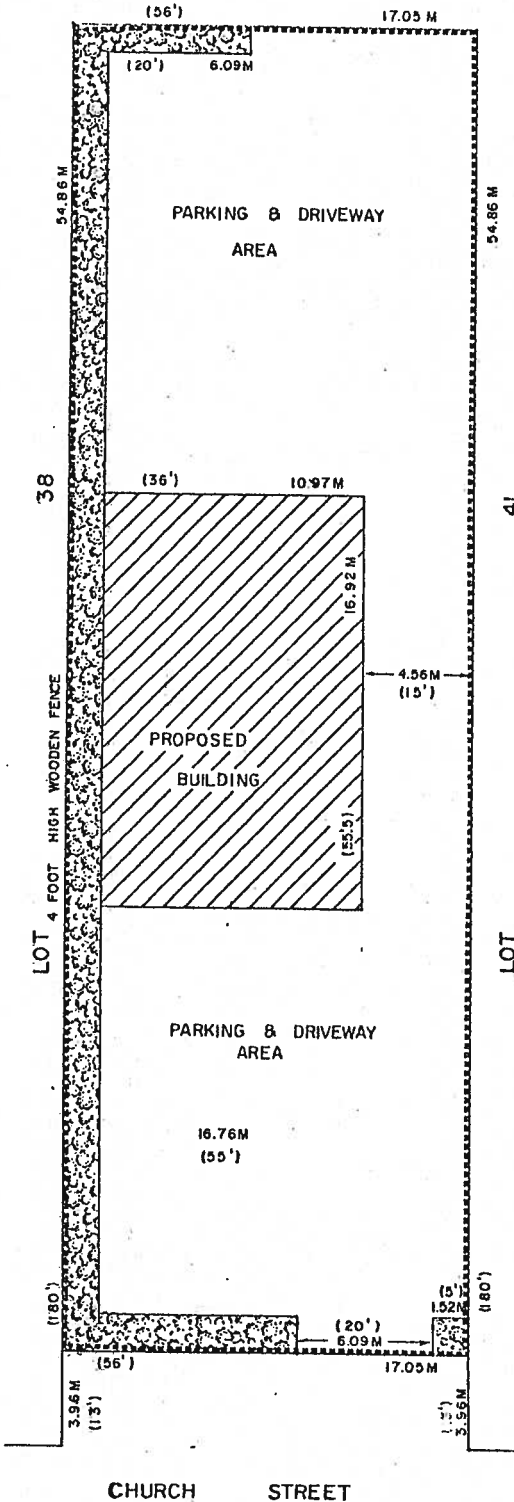 (56') 17.05 M
(20') 6.09M
54.86 M
54.86 M
PARKING & DRIVEWAY
AREA
38
41
(36') 10.97M
16.92 M
4.56M
(15')
4 FOOT HIGH WOODEN FENCE
PROPOSED
BUILDING
(55'5)
LOT
LOT
PARKING & DRIVEWAY
AREA
16.76M
(55')
(180')
(180')
(5')
1.52M
(20')
6.09M
(56') 17.05M
3.96M
(13')
3.96M
CHURCH STREET